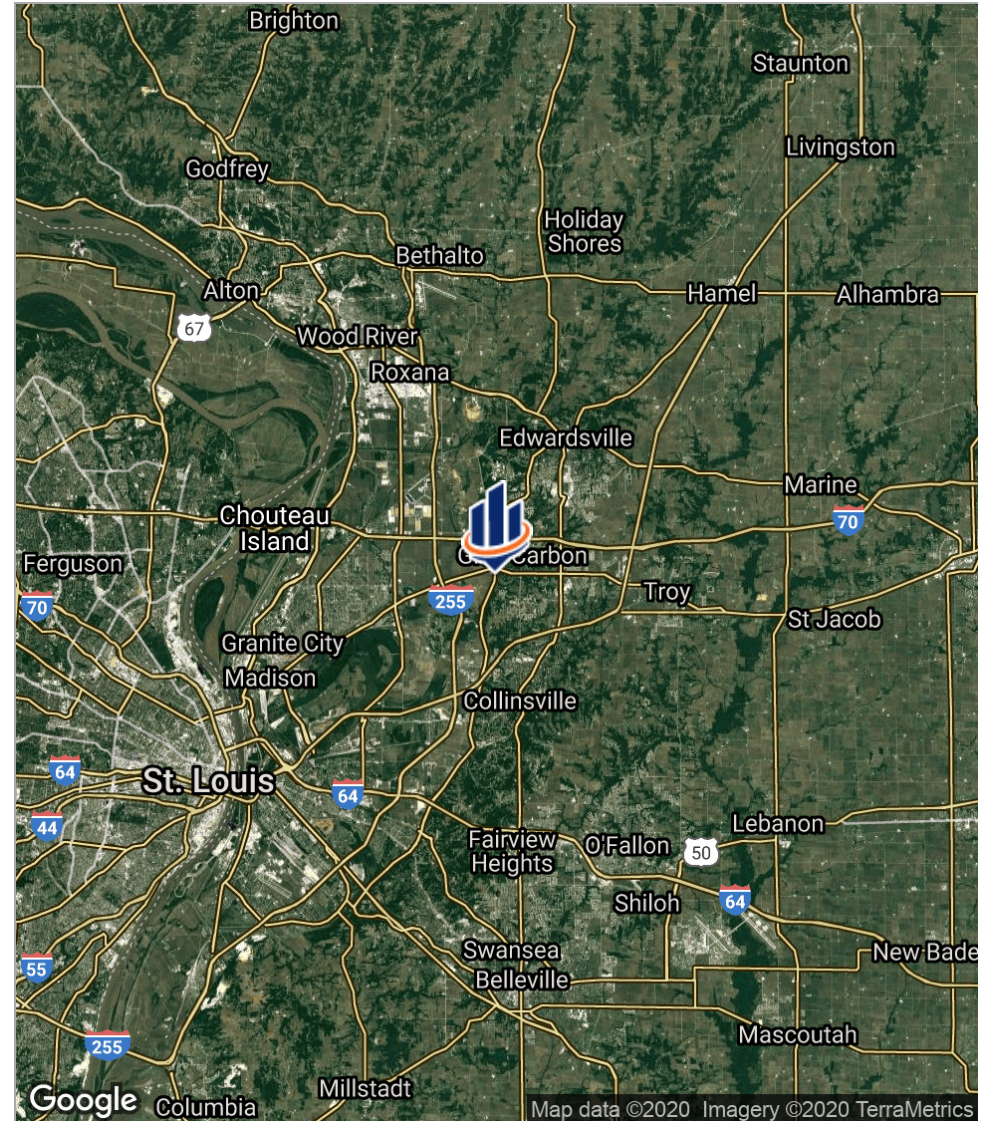 Brighton
Staunton
Livingston
Godfrey
Holiday
Shores
Bethalto
Alton
Hamel
Alhambra
67
Wood River
Roxana
Edwardsville
Marine
Chouteau
Island
70
Carbon
Ferguson
70
255
Troy
St Jacob
Granite City
Madison
Collinsville
64
St. Louis
64
44
Lebanon
Fairview
Heights
O'Fallon
50
Shiloh
64
Swansea
Belleville
New Bade
55
Mascoutah
255
Millstadt
Google
Columbia
Map data ©2020 Imagery ©2020 TerraMetrics